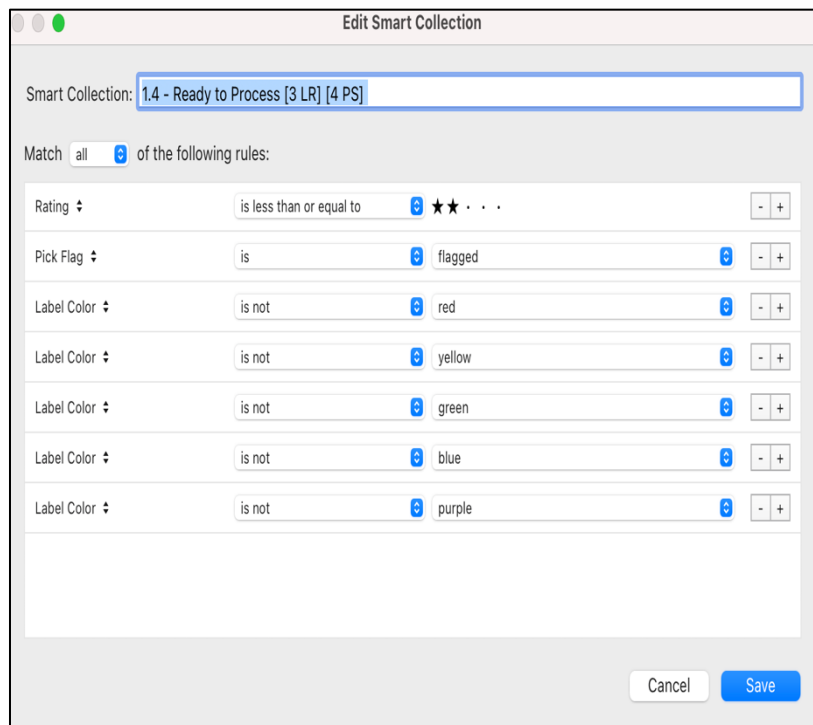 Edit Smart Collection
Smart Collection: 1.4 - Ready to Process [3 LR] [4 PS]
Match all of the following rules:
Rating is less than or equal to ★★ · · · - +
Pick Flag is flagged - +
Label Color is not red - +
Label Color is not yellow - +
Label Color is not green - +
Label Color is not blue - +
Label Color is not purple - +
Cancel Save